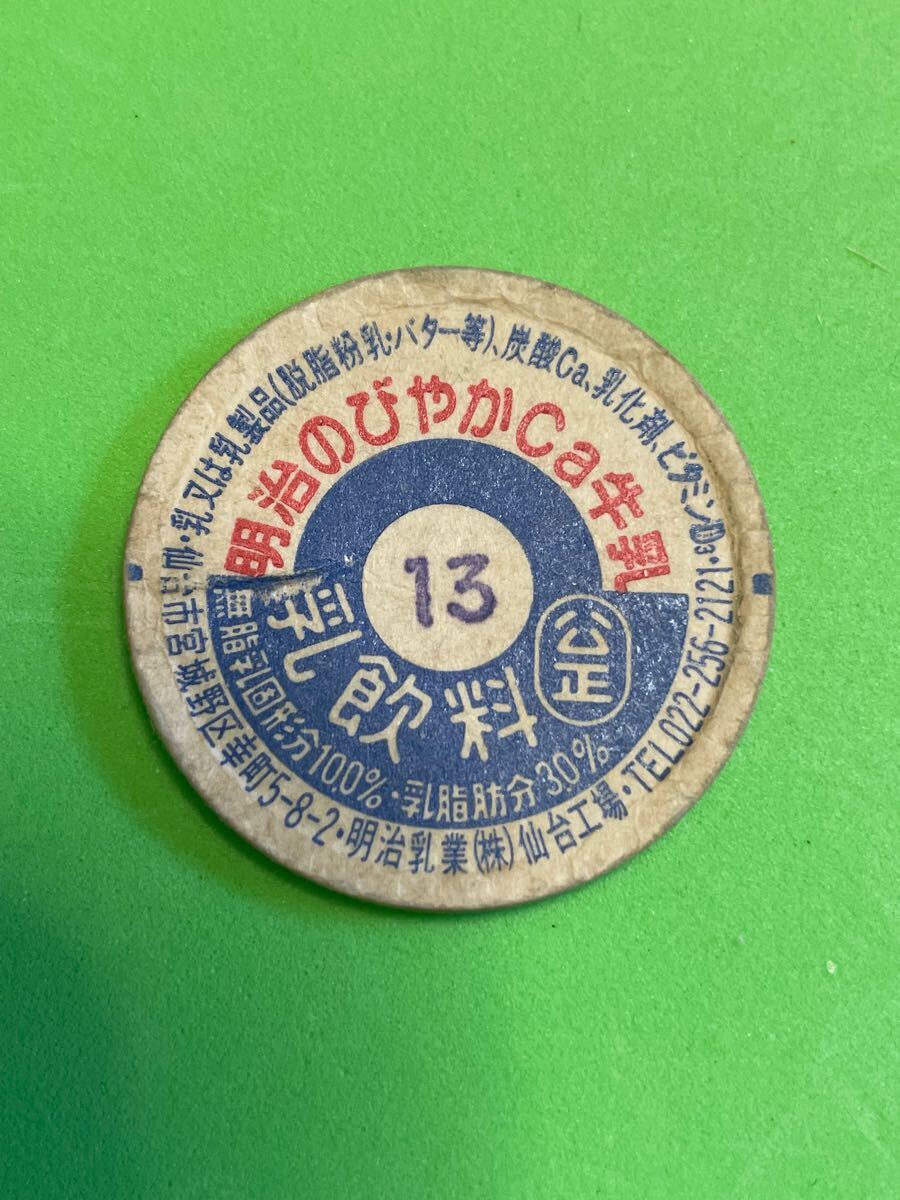 ・乳又は乳製品(脱脂粉乳・バター等)、炭酸Ca、乳化剤、ビタミンD3・
明治のびやかCa牛乳
13
乳飲料
公正
無脂乳固形分10.0%・乳脂肪分3.0%
仙 市宮城野区幸町5-8-2・明治乳業(株)仙台工場・TEL022-256-2121